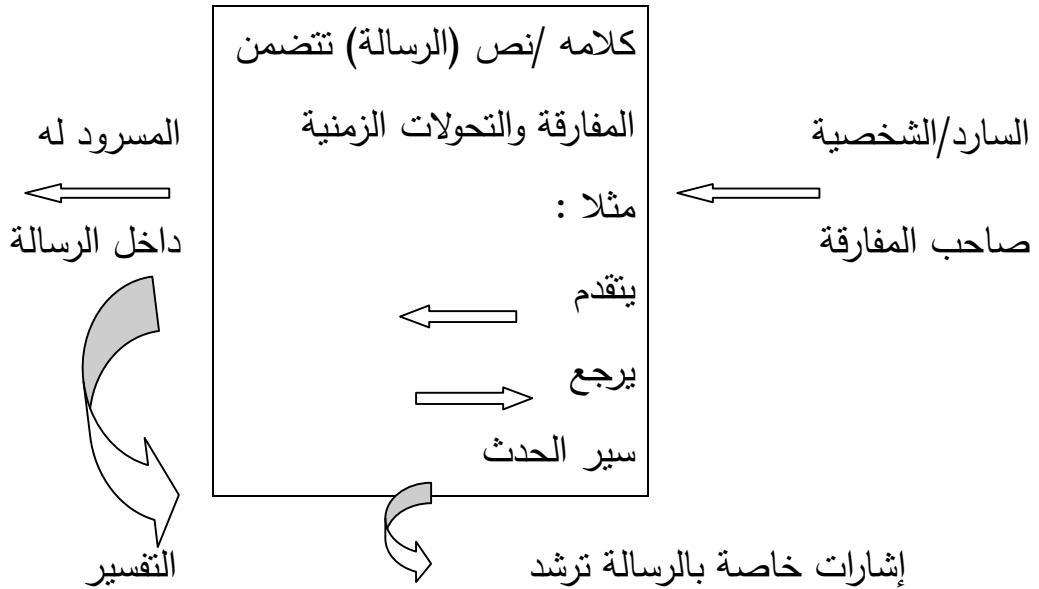 كلامه /نص (الرسالة) تتضمن
المفارقة والتحولات الزمنية
السارد/الشخصية
المسرود له
مثلا :
صاحب المفارقة
داخل الرسالة
يتقدم
يرجع
سير الحدث
إشارات خاصة بالرسالة ترشد
التفسير